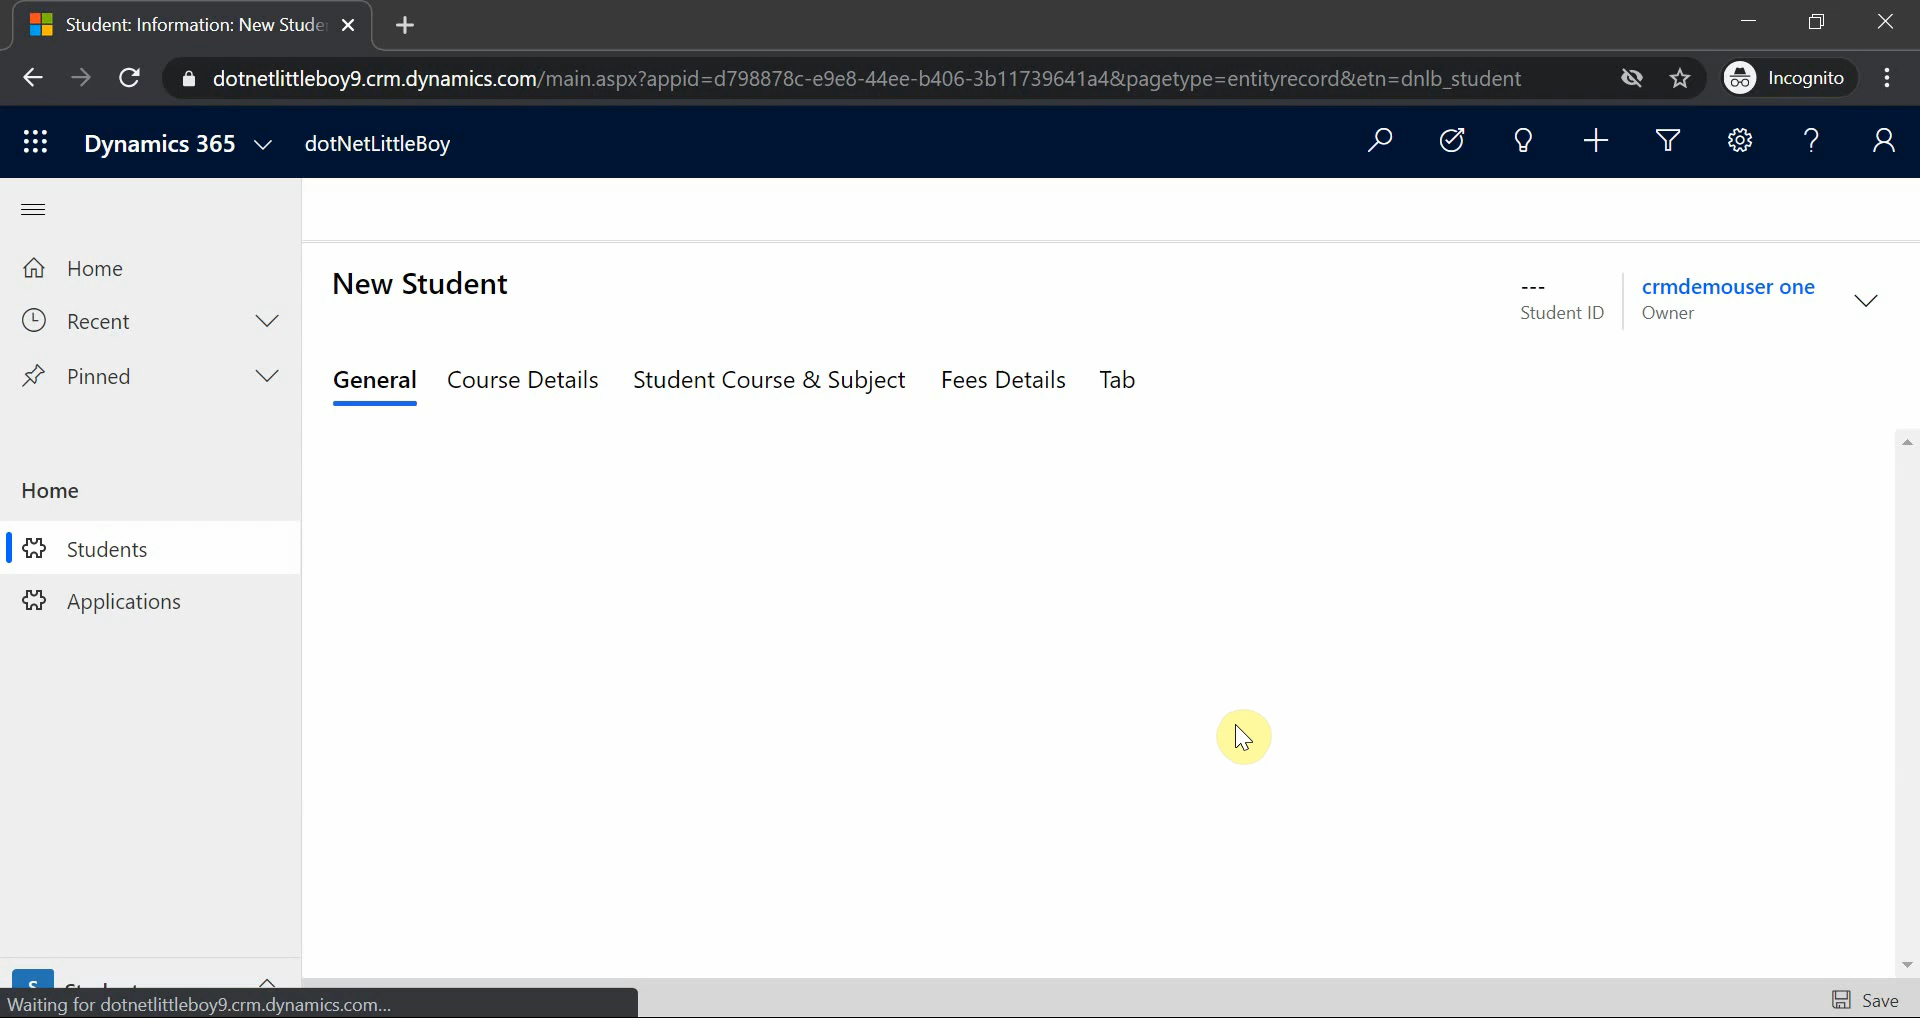 Student: Information: New Stude
dotnetlittleboy9.crm.dynamics.com/main.aspx?appid=d798878c-e9e8-44ee-b406-3b11739641a4&pagetype=entityrecord&etn=dnlb_student
Incognito
Dynamics 365
dotNetLittleBoy
Home
Recent
Pinned
Home
Students
Applications
New Student
---
Student ID
crmdemouser one
Owner
General
Course Details
Student Course & Subject
Fees Details
Tab
Waiting for dotnetlittleboy9.crm.dynamics.com...
Save